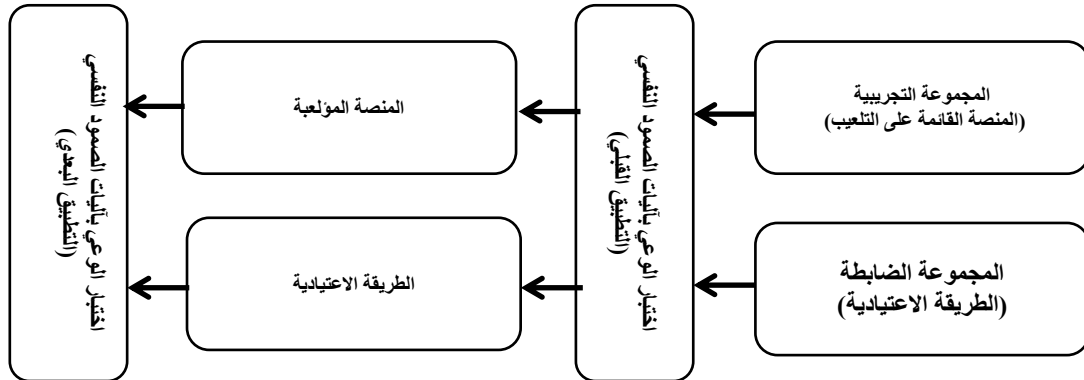 المجموعة التجريبية
(المنصة القائمة على التلعيب)
المجموعة الضابطة
(الطريقة الاعتيادية)
اختبار الوعي بآليات الصمود النفسي
(التطبيق القبلي)
المنصة المؤلعبة
الطريقة الاعتيادية
اختبار الوعي بآليات الصمود النفسي
(التطبيق البعدي)